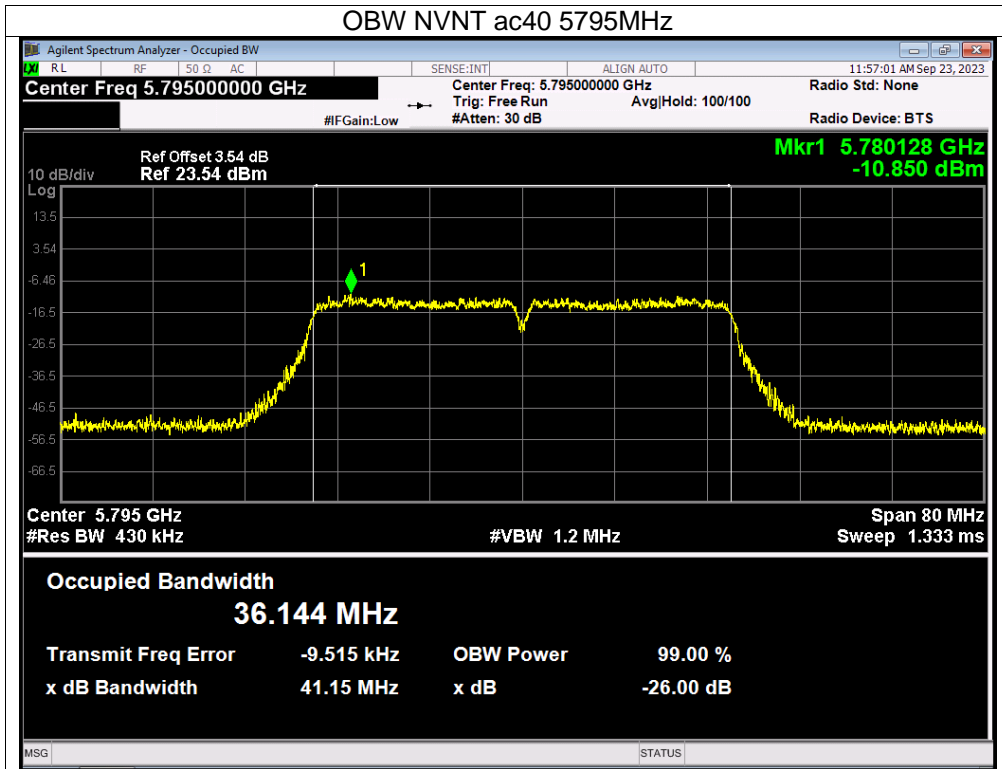 OBW NVNT ac40 5795MHz
Agilent Spectrum Analyzer - Occupied BW
LXI RL RF 50 Ω AC SENSE:INT ALIGN AUTO 11:57:01 AM Sep 23, 2023
Center Freq 5.795000000 GHz Center Freq: 5.795000000 GHz Radio Std: None
Trig: Free Run Avg|Hold: 100/100
#IFGain:Low #Atten: 30 dB Radio Device: BTS
Ref Offset 3.54 dB Mkr1 5.780128 GHz
10 dB/div Ref 23.54 dBm -10.850 dBm
Log
13.5
3.54
1
-6.46
-16.5
-26.5
-36.5
-46.5
-56.5
-66.5
Center 5.795 GHz Span 80 MHz
#Res BW 430 kHz #VBW 1.2 MHz Sweep 1.333 ms
Occupied Bandwidth
36.144 MHz
Transmit Freq Error -9.515 kHz OBW Power 99.00 %
x dB Bandwidth 41.15 MHz x dB -26.00 dB
MSG STATUS